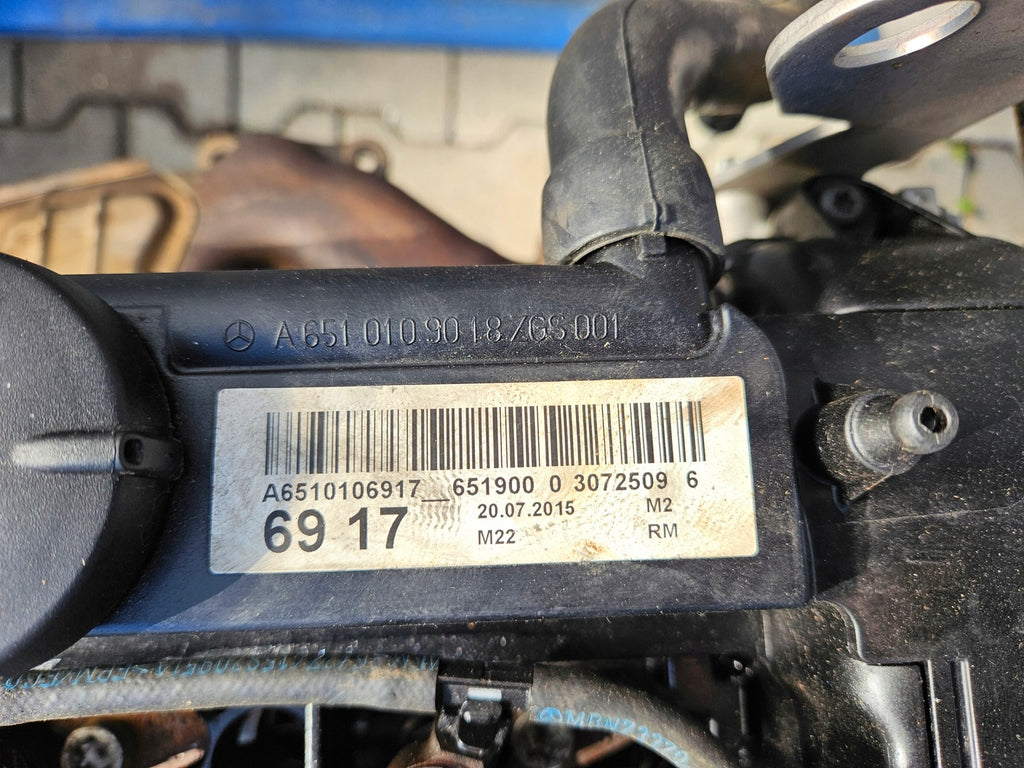 A 651 010 90 18 ZGS 001
A6510106917__651900 0 3072509 6
69 17
20.07.2015 M2
M22 RM